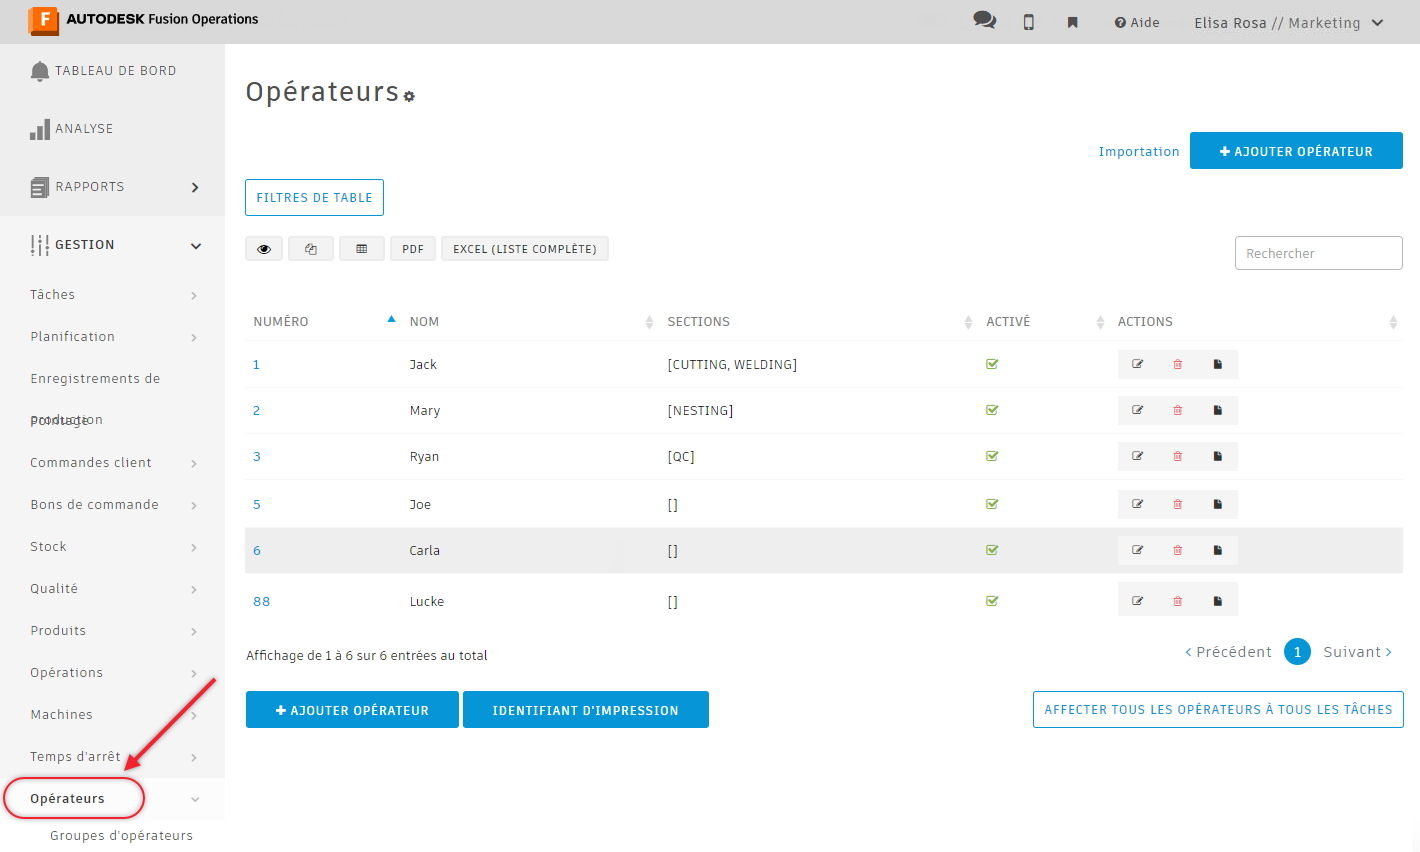 AUTODESK Fusion Operations
Aide
Elisa Rosa // Marketing
TABLEAU DE BORD
ANALYSE
RAPPORTS
GESTION
Tâches
Planification
Enregistrements de
production
Pointage
Commandes client
Bons de commande
Stock
Qualité
Produits
Opérations
Machines
Temps d'arrêt
Opérateurs
Groupes d'opérateurs
Opérateurs
Importation
AJOUTER OPÉRATEUR
FILTRES DE TABLE
PDF EXCEL (LISTE COMPLÈTE)
Rechercher
NUMÉRO NOM SECTIONS ACTIVÉ ACTIONS
1 Jack [CUTTING, WELDING]
2 Mary [NESTING]
3 Ryan [QC]
5 Joe []
6 Carla []
88 Lucke []
Affichage de 1 à 6 sur 6 entrées au total
< Précédent 1 Suivant >
AJOUTER OPÉRATEUR
IDENTIFIANT D'IMPRESSION
AFFECTER TOUS LES OPÉRATEURS À TOUS LES TÂCHES